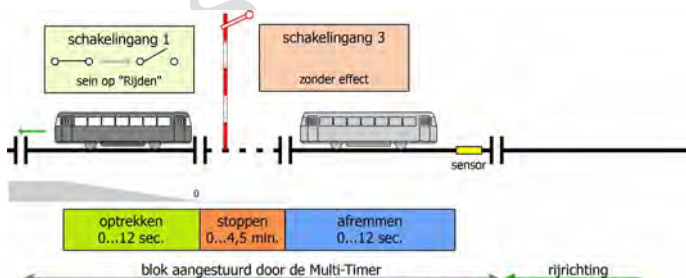 schakelingang 1
sein op "Rijden"
schakelingang 3
zonder effect
sensor
0
optrekken
0...12 sec.
stoppen
0...4,5 min.
afremmen
0...12 sec.
blok aangestuurd door de Multi-Timer
rijrichting